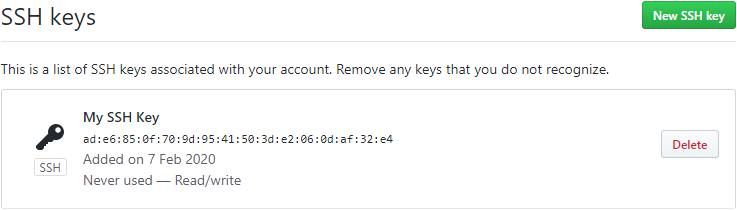 SSH keys
New SSH key
This is a list of SSH keys associated with your account. Remove any keys that you do not recognize.
My SSH Key
ad:e6:85:0f:70:9d:95:41:50:3d:e2:06:0d:af:32:e4
Added on 7 Feb 2020
Never used — Read/write
SSH
Delete